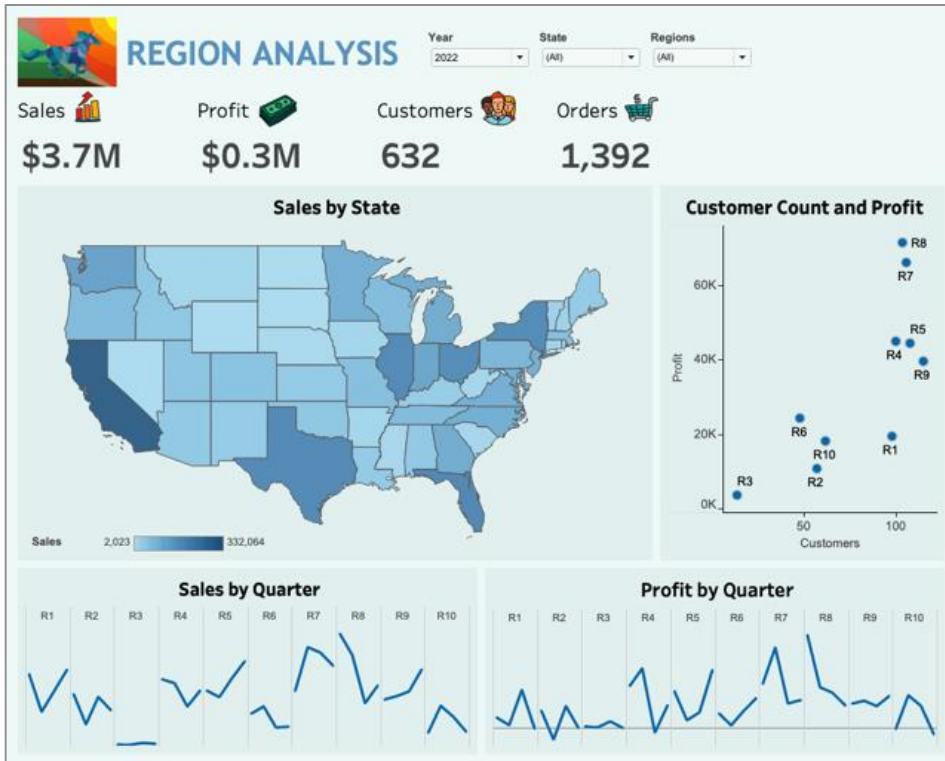 REGION ANALYSIS
Year
State
Regions
2022
(All)
(All)
Sales
Profit
Customers
Orders
$3.7M
$0.3M
632
1,392
Sales by State
Sales
2,023
332,064
Customer Count and Profit
Profit
60K
40K
20K
0K
R8
R7
R5
R4
R9
R6
R10
R1
R2
R3
50
100
Customers
Sales by Quarter
R1
R2
R3
R4
R5
R6
R7
R8
R9
R10
Profit by Quarter
R1
R2
R3
R4
R5
R6
R7
R8
R9
R10